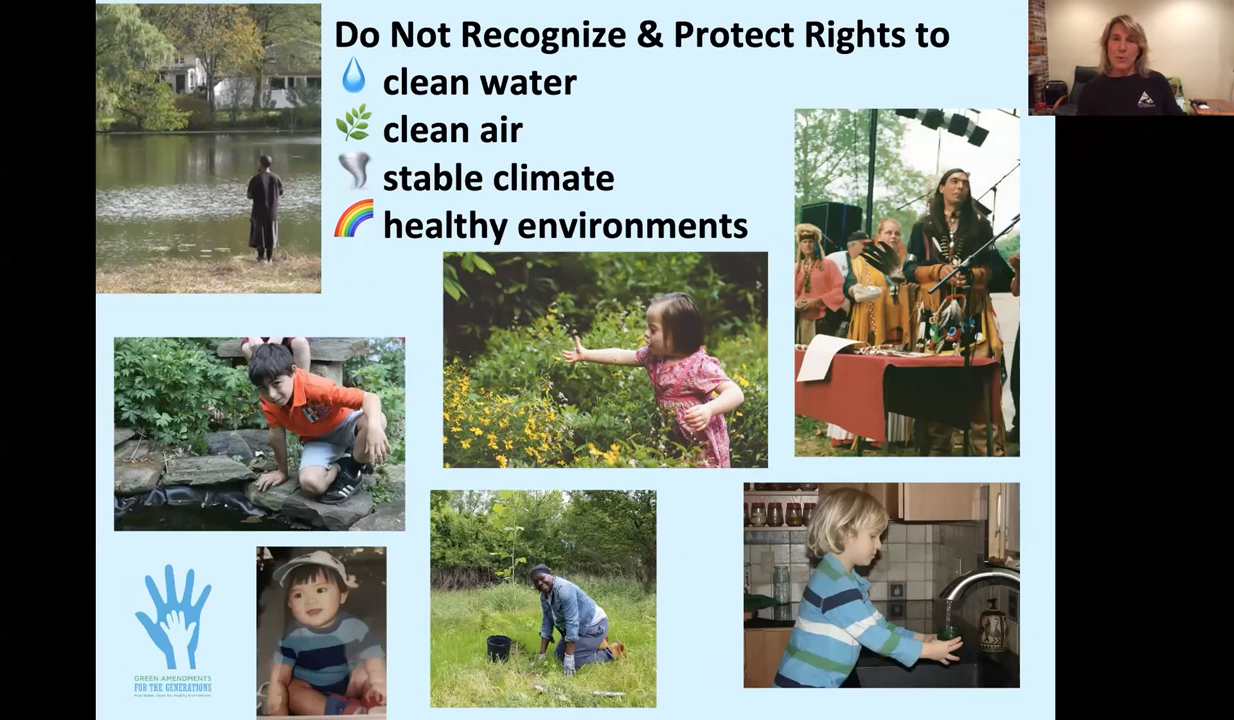 Do Not Recognize & Protect Rights to
clean water
clean air
stable climate
healthy environments
GREEN AMENDMENTS
FOR THE GENERATIONS